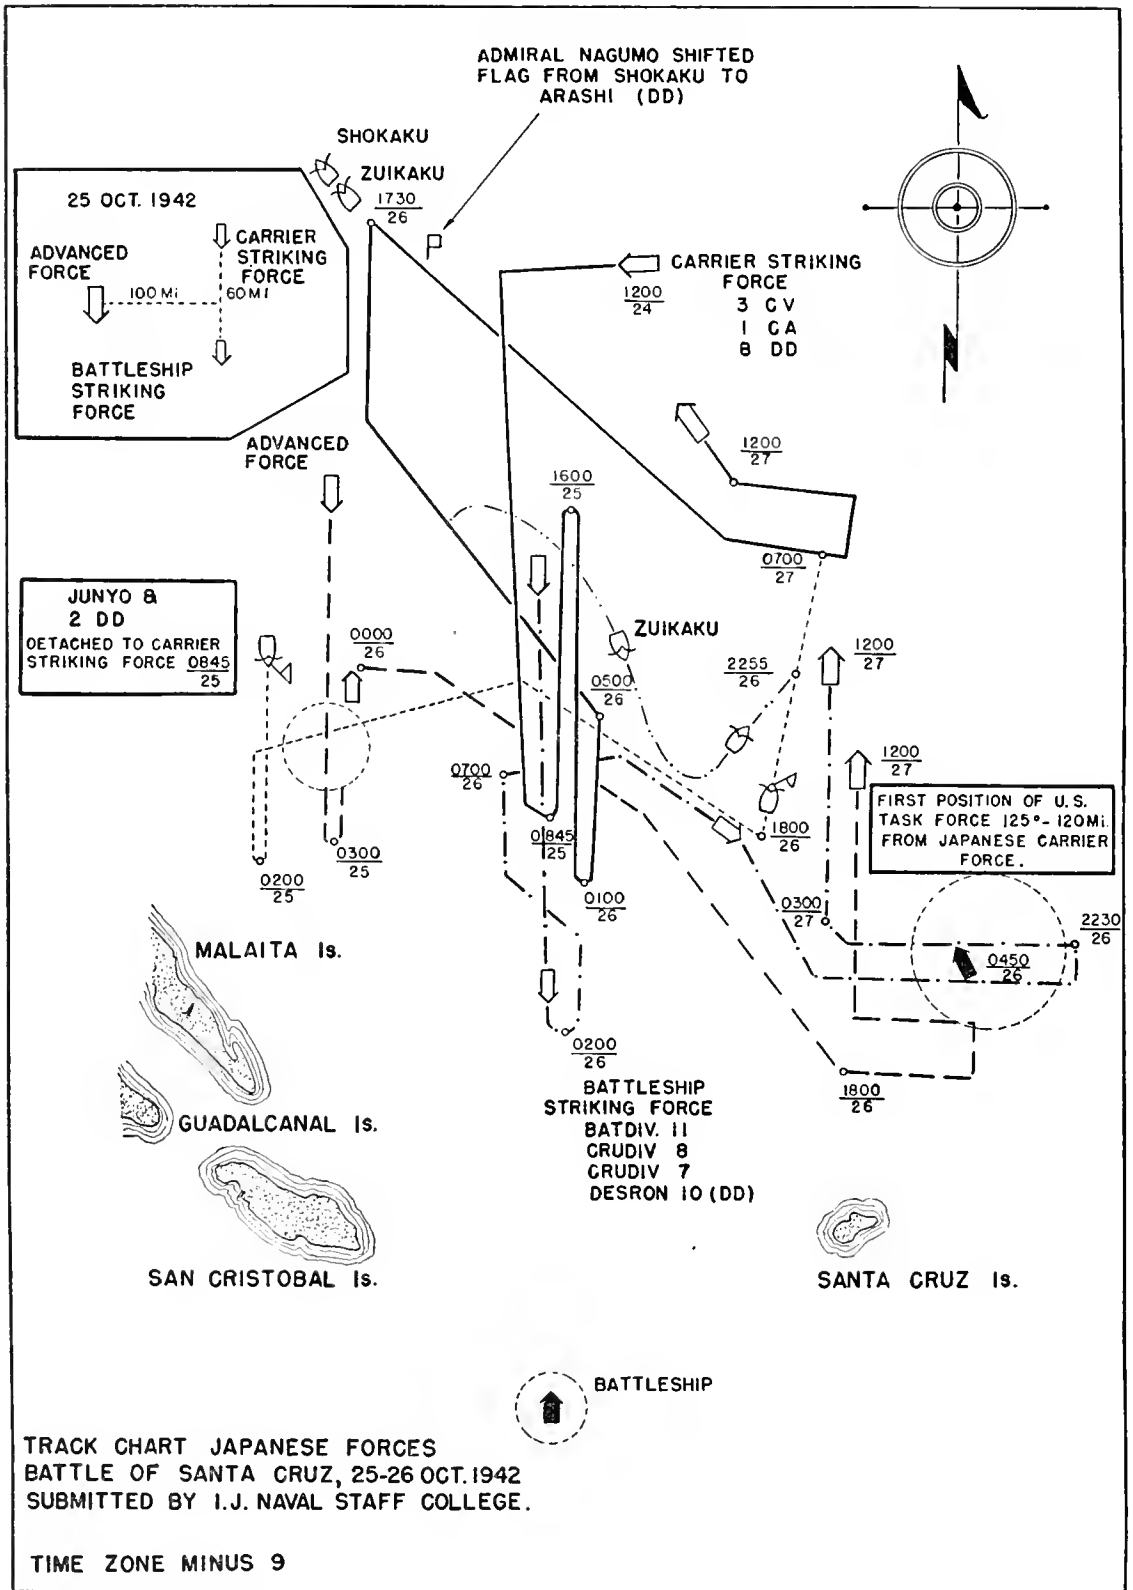 ADMIRAL NAGUMO SHIFTED
FLAG FROM SHOKAKU TO
ARASHI (DD)
SHOKAKU
ZUIKAKU
1730
26
25 OCT. 1942
ADVANCED
FORCE
CARRIER
STRIKING
FORCE
100 Mi
60 MI
BATTLESHIP
STRIKING
FORCE
CARRIER STRIKING
FORCE
3 CV
1 CA
8 DD
1200
24
ADVANCED
FORCE
1200
27
1600
25
0700
27
JUNYO &
2 DD
DETACHED TO CARRIER
STRIKING FORCE 0845
25
0000
26
ZUIKAKU
0500
26
2255
26
1200
27
0700
26
1200
27
FIRST POSITION OF U.S.
TASK FORCE 125°-120Mi.
FROM JAPANESE CARRIER
FORCE.
0200
25
0300
25
0845
25
1800
26
0100
26
0300
27
2230
26
0450
26
MALAITA Is.
0200
26
1800
26
BATTLESHIP
STRIKING FORCE
BATDIV. 11
CRUDIV 8
CRUDIV 7
DESRON 10 (DD)
GUADALCANAL Is.
SAN CRISTOBAL Is.
SANTA CRUZ Is.
BATTLESHIP
TRACK CHART JAPANESE FORCES
BATTLE OF SANTA CRUZ, 25-26 OCT. 1942
SUBMITTED BY I.J. NAVAL STAFF COLLEGE.
TIME ZONE MINUS 9